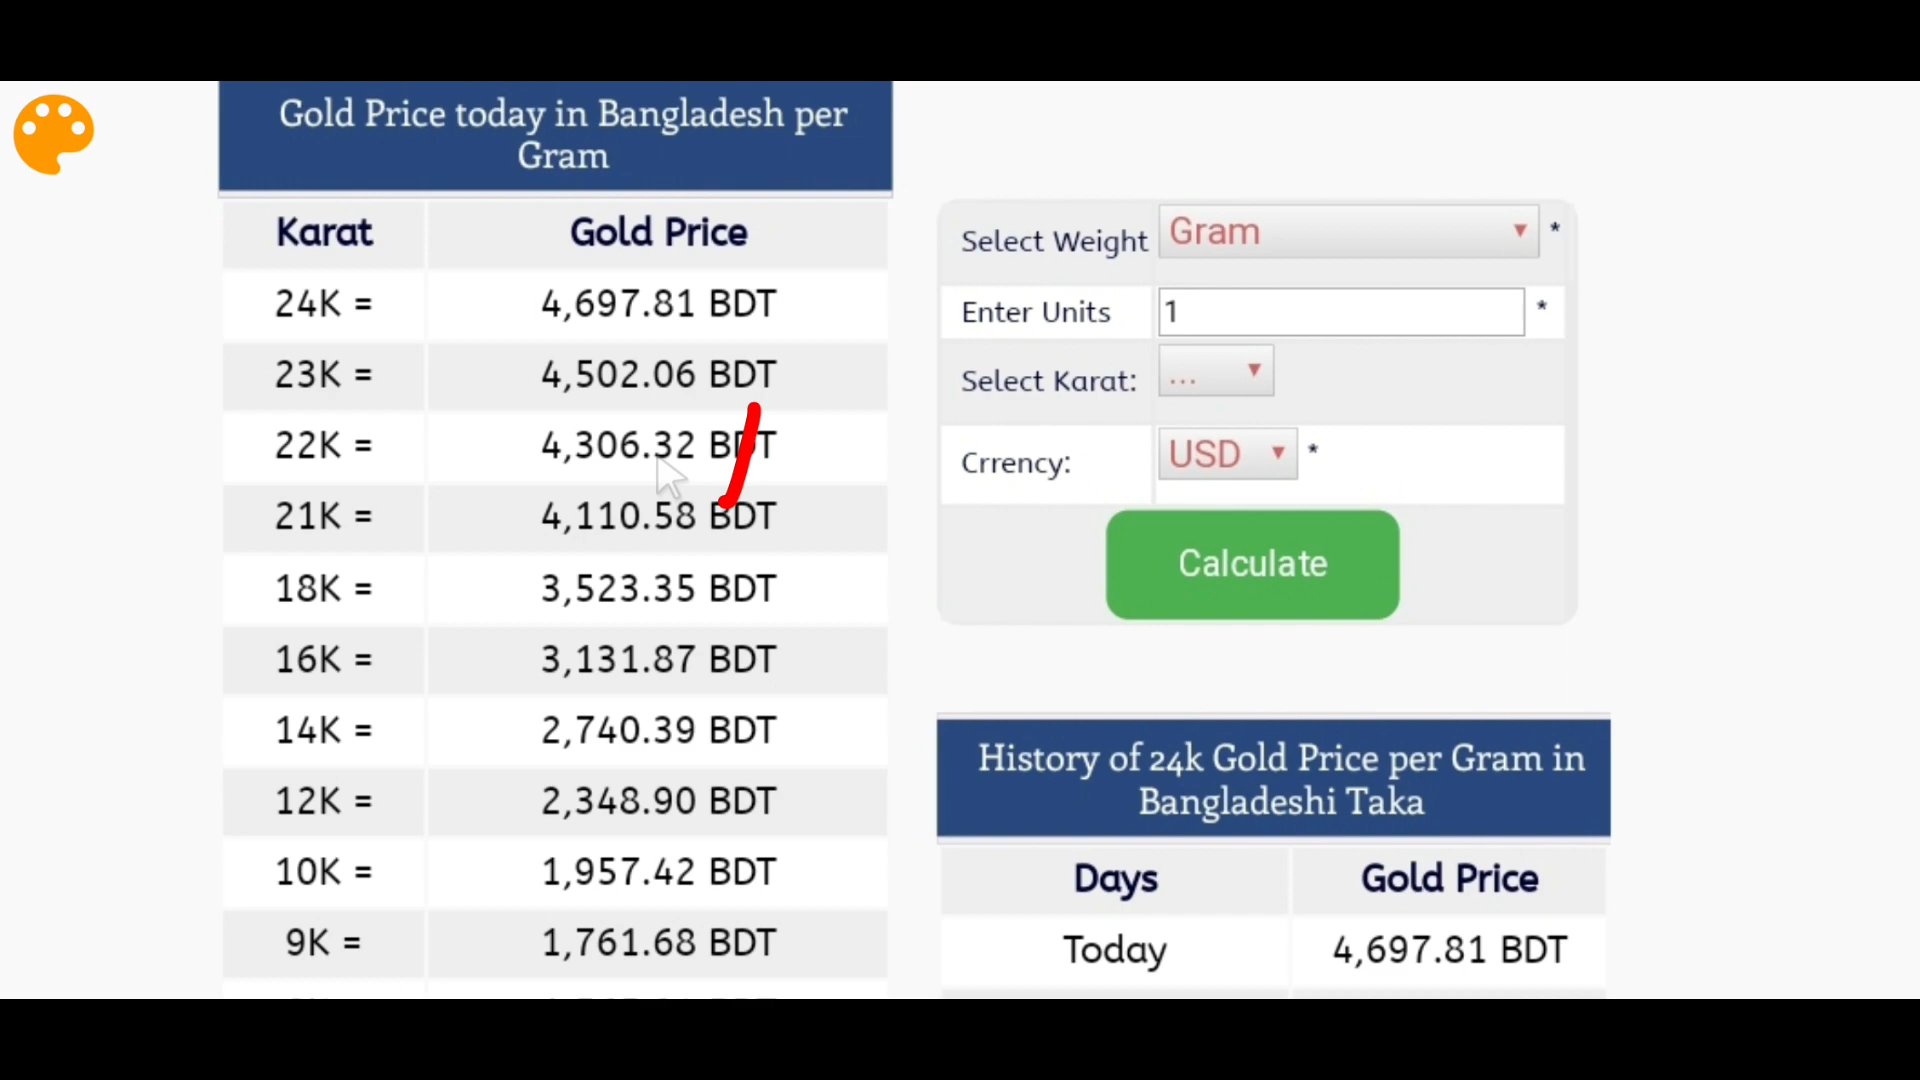 Gold Price today in Bangladesh per
Gram
Karat Gold Price
24K = 4,697.81 BDT
23K = 4,502.06 BDT
22K = 4,306.32 BDT
21K = 4,110.58 BDT
18K = 3,523.35 BDT
16K = 3,131.87 BDT
14K = 2,740.39 BDT
12K = 2,348.90 BDT
10K = 1,957.42 BDT
9K = 1,761.68 BDT
Select Weight Gram *
Enter Units 1 *
Select Karat: ...
Crrency: USD *
Calculate
History of 24k Gold Price per Gram in
Bangladeshi Taka
Days Gold Price
Today 4,697.81 BDT